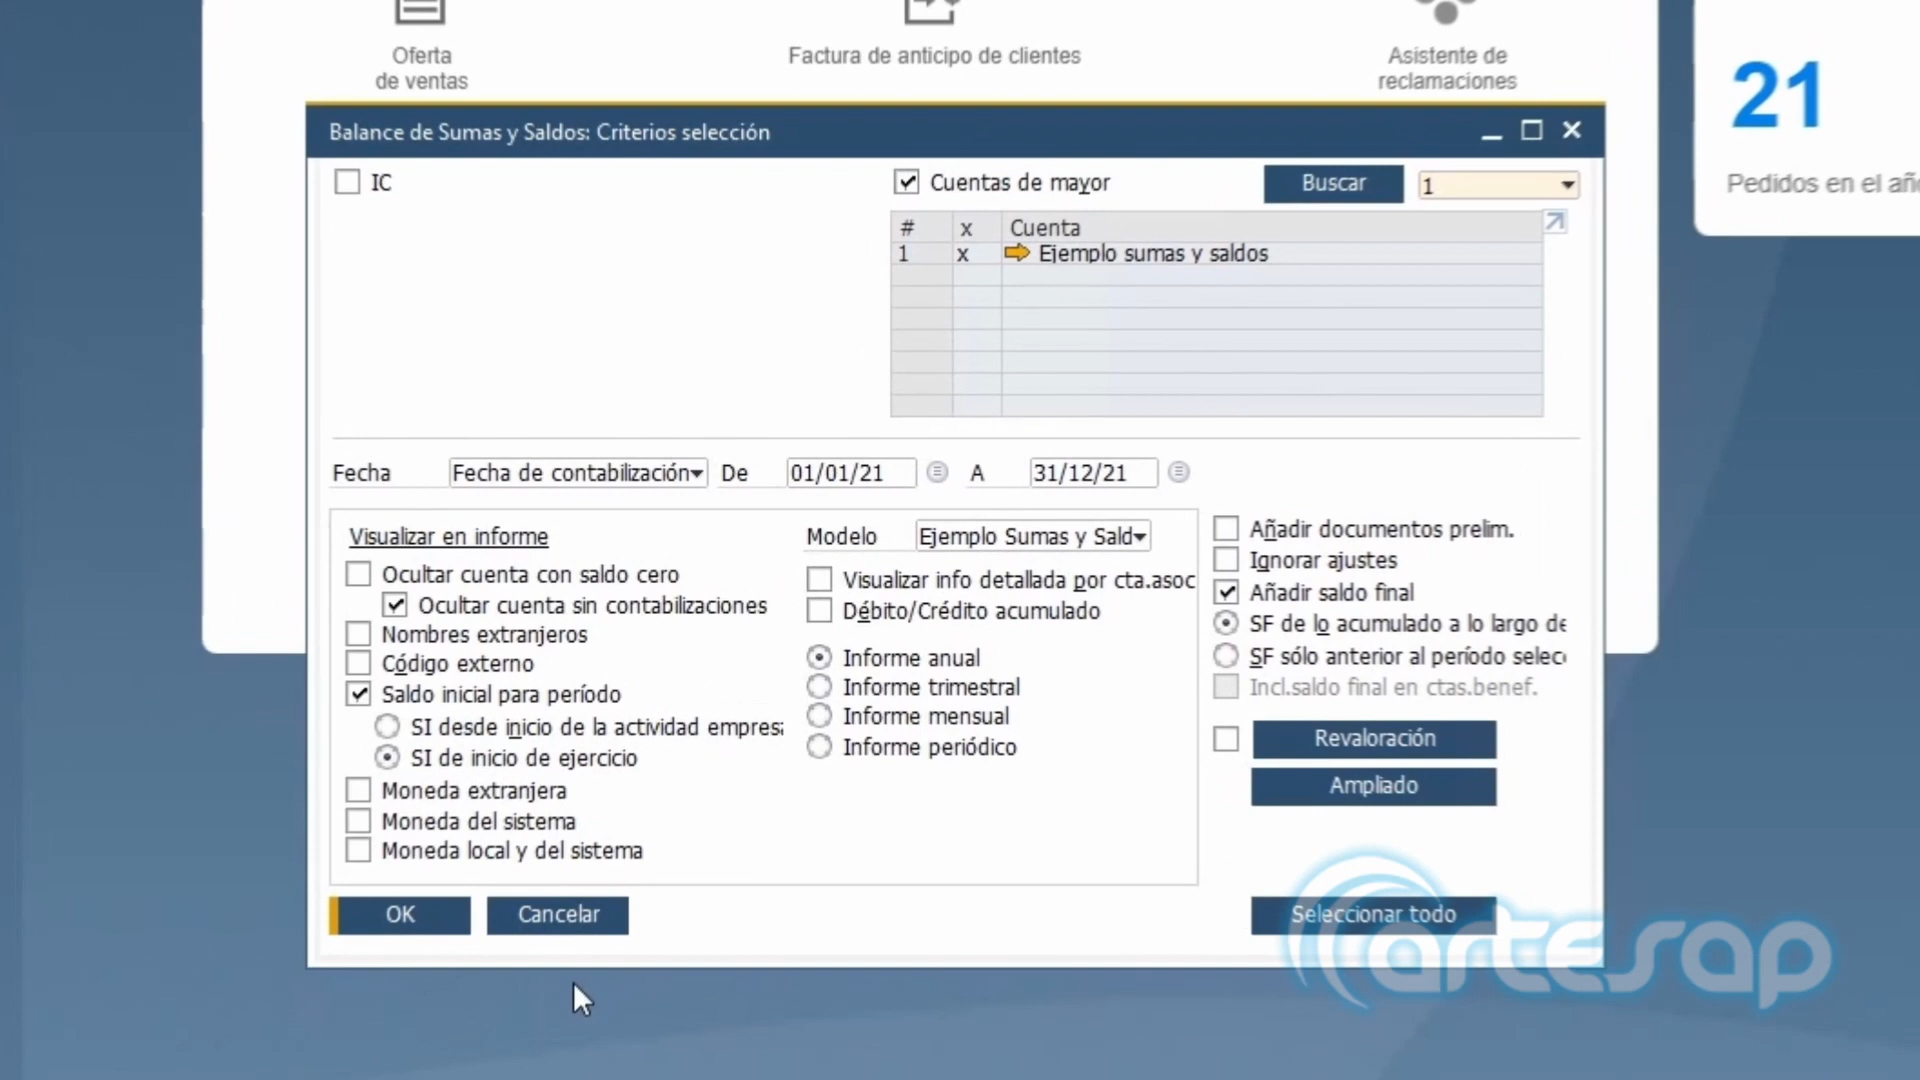 Oferta
de ventas
Factura de anticipo de clientes
Asistente de
reclamaciones
21
Pedidos en el año
Balance de Sumas y Saldos: Criterios selección
IC
Cuentas de mayor
Buscar
1
# x Cuenta
1 x Ejemplo sumas y saldos
Fecha Fecha de contabilización De 01/01/21 A 31/12/21
Visualizar en informe
Ocultar cuenta con saldo cero
Ocultar cuenta sin contabilizaciones
Nombres extranjeros
Código externo
Saldo inicial para período
SI desde inicio de la actividad empresa
SI de inicio de ejercicio
Moneda extranjera
Moneda del sistema
Moneda local y del sistema
Modelo Ejemplo Sumas y Sald
Visualizar info detallada por cta.asoc
Débito/Crédito acumulado
Informe anual
Informe trimestral
Informe mensual
Informe periódico
Añadir documentos prelim.
Ignorar ajustes
Añadir saldo final
SF de lo acumulado a lo largo de
SF sólo anterior al período selec
Incl.saldo final en ctas.benef.
Revaloración
Ampliado
OK
Cancelar
Seleccionar todo
artesap